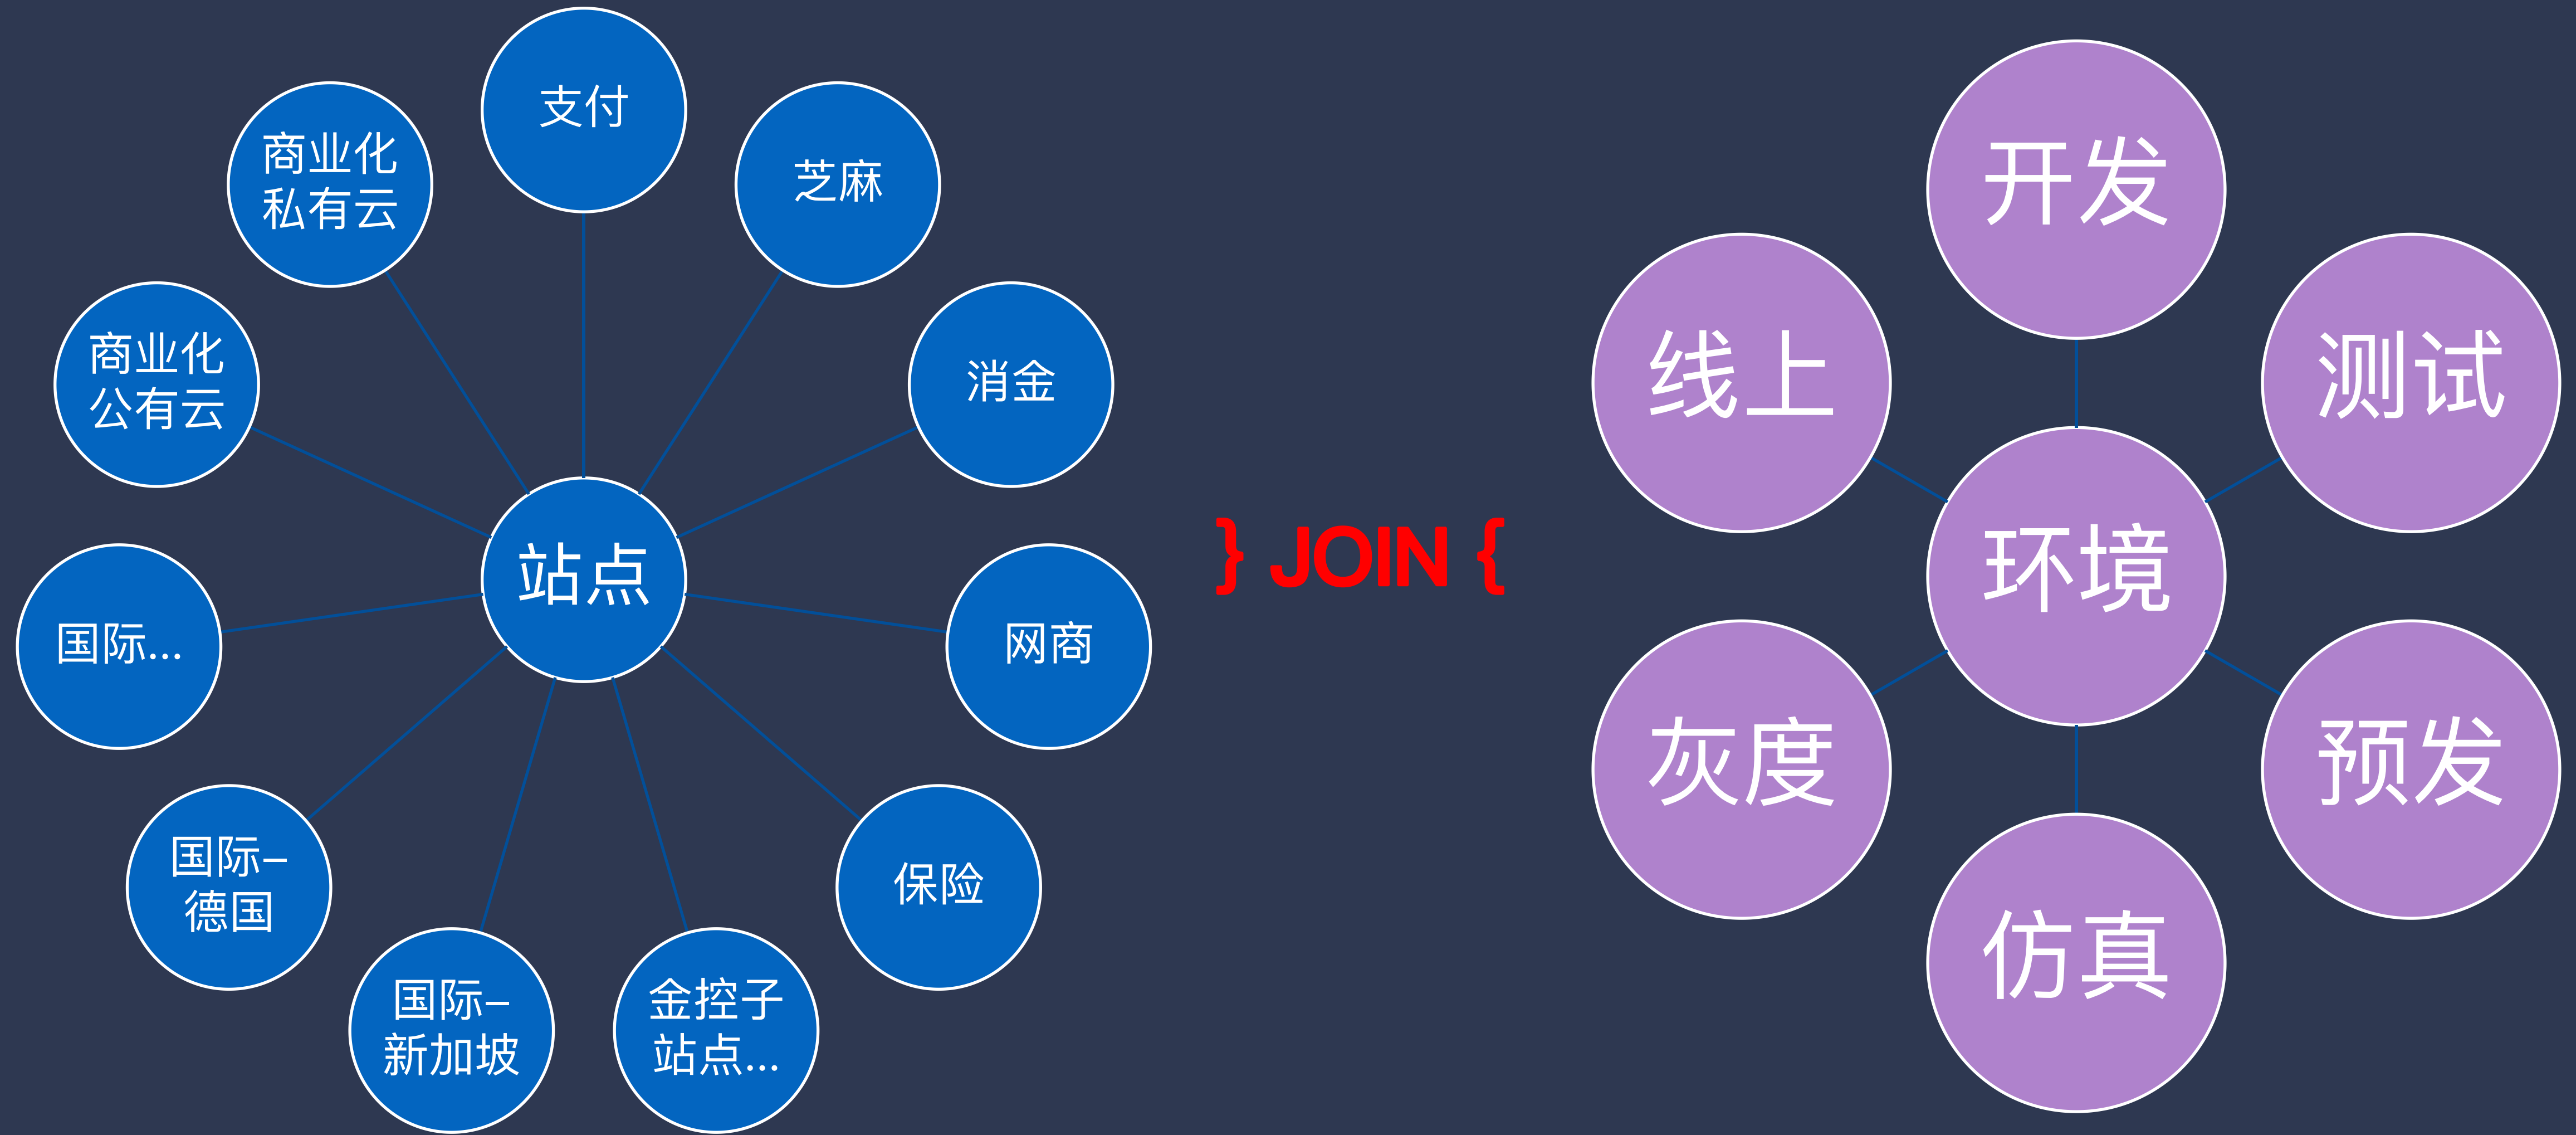 支付
芝麻
消金
网商
保险
金控子
站点...
国际–
新加坡
国际–
德国
国际...
商业化
公有云
商业化
私有云
站点
} JOIN {
开发
测试
预发
仿真
灰度
线上
环境